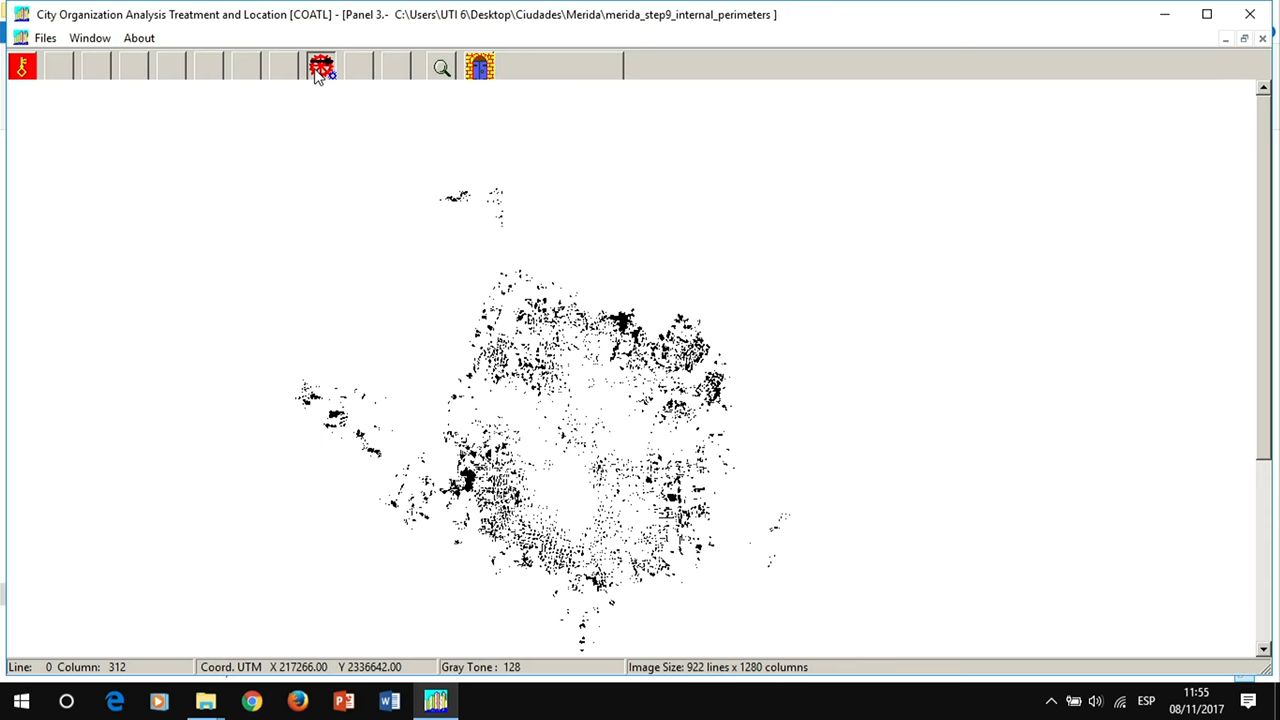 City Organization Analysis Treatment and Location [COATL] - [Panel 3.-  C:\Users\UTI 6\Desktop\Ciudades\Merida\merida_step9_internal_perimeters ]
Files Window About
Line: 0 Column: 312 Coord. UTM X 217266.00 Y 2336642.00 Gray Tone : 128 Image Size: 922 lines x 1280 columns
ESP
11:55
08/11/2017